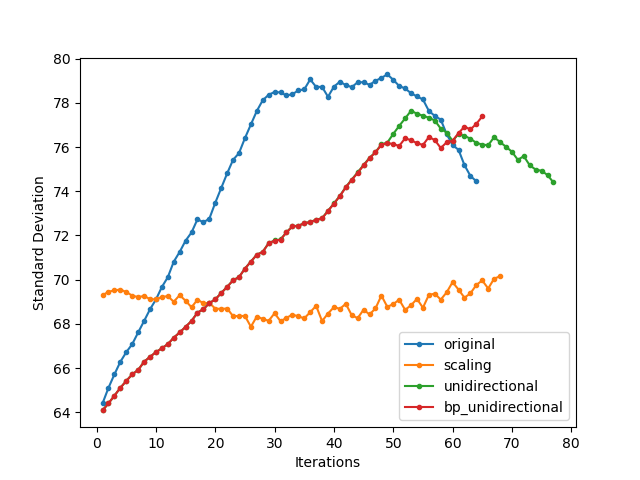 80
78
76
74
72
70
68
66
64
Standard Deviation
0 10 20 30 40 50 60 70 80
Iterations
original
scaling
unidirectional
bp_unidirectional